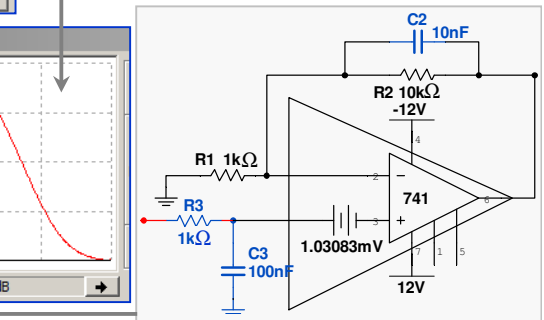 C2
10nF
R2 10kΩ
-12V
4
R1 1kΩ
2
−
741
6
R3
1kΩ
3
+
1.03083mV
C3
100nF
7
1
5
12V
B